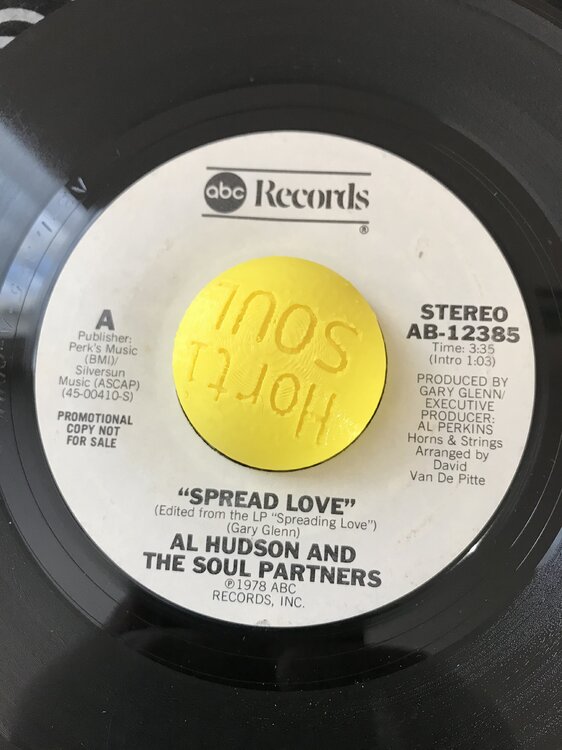 abc Records
®
A
Publisher:
Perk's Music
(BMI)/
Silversun
Music (ASCAP)
(45-00410-S)
PROMOTIONAL
COPY NOT
FOR SALE
STEREO
AB-12385
Time: 3:35
(Intro 1:03)
PRODUCED BY
GARY GLENN/
EXECUTIVE
PRODUCER:
AL PERKINS
Horns & Strings
Arranged by
David
Van De Pitte
Horti
SOUL
"SPREAD LOVE"
(Edited from the LP "Spreading Love")
(Gary Glenn)
AL HUDSON AND
THE SOUL PARTNERS
℗1978 ABC
RECORDS, INC.